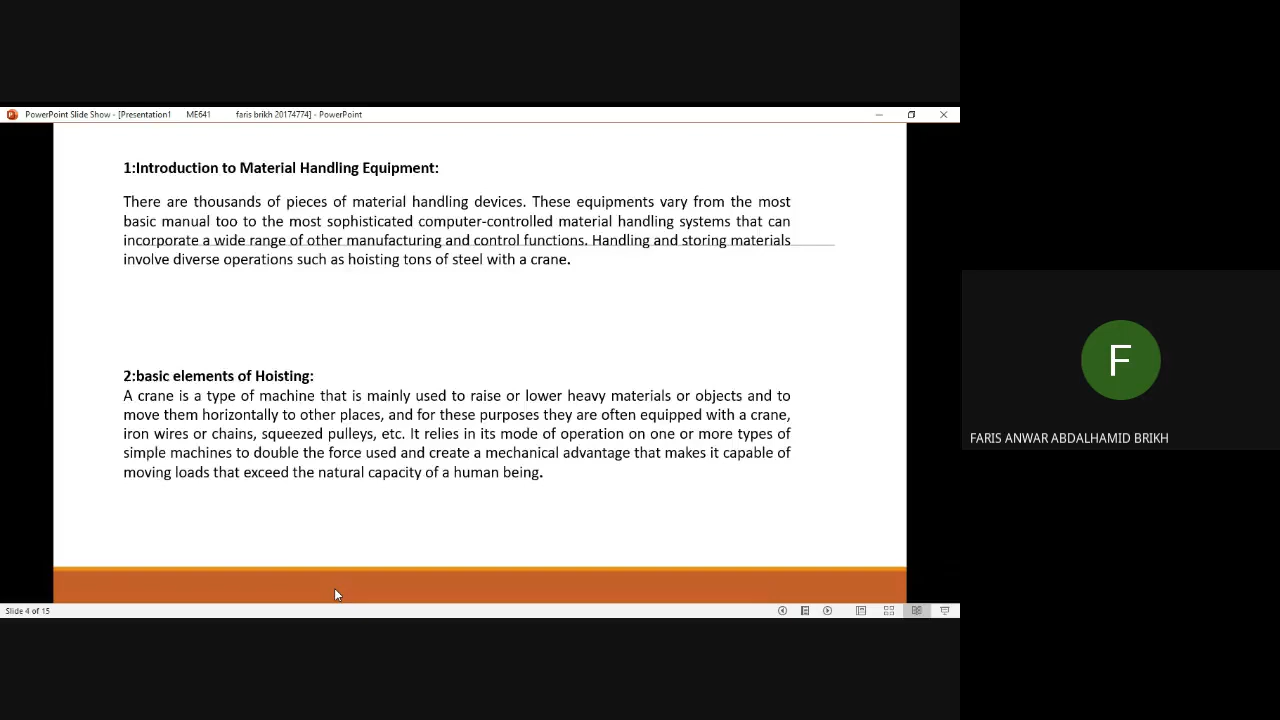 PowerPoint Slide Show - [Presentation1 ME641 faris brikh 20174774] - PowerPoint
1:Introduction to Material Handling Equipment:
There are thousands of pieces of material handling devices. These equipments vary from the most
basic manual too to the most sophisticated computer-controlled material handling systems that can
incorporate a wide range of other manufacturing and control functions. Handling and storing materials
involve diverse operations such as hoisting tons of steel with a crane.
2:basic elements of Hoisting:
A crane is a type of machine that is mainly used to raise or lower heavy materials or objects and to
move them horizontally to other places, and for these purposes they are often equipped with a crane,
iron wires or chains, squeezed pulleys, etc. It relies in its mode of operation on one or more types of
simple machines to double the force used and create a mechanical advantage that makes it capable of
moving loads that exceed the natural capacity of a human being.
Slide 4 of 15
F
FARIS ANWAR ABDALHAMID BRIKH